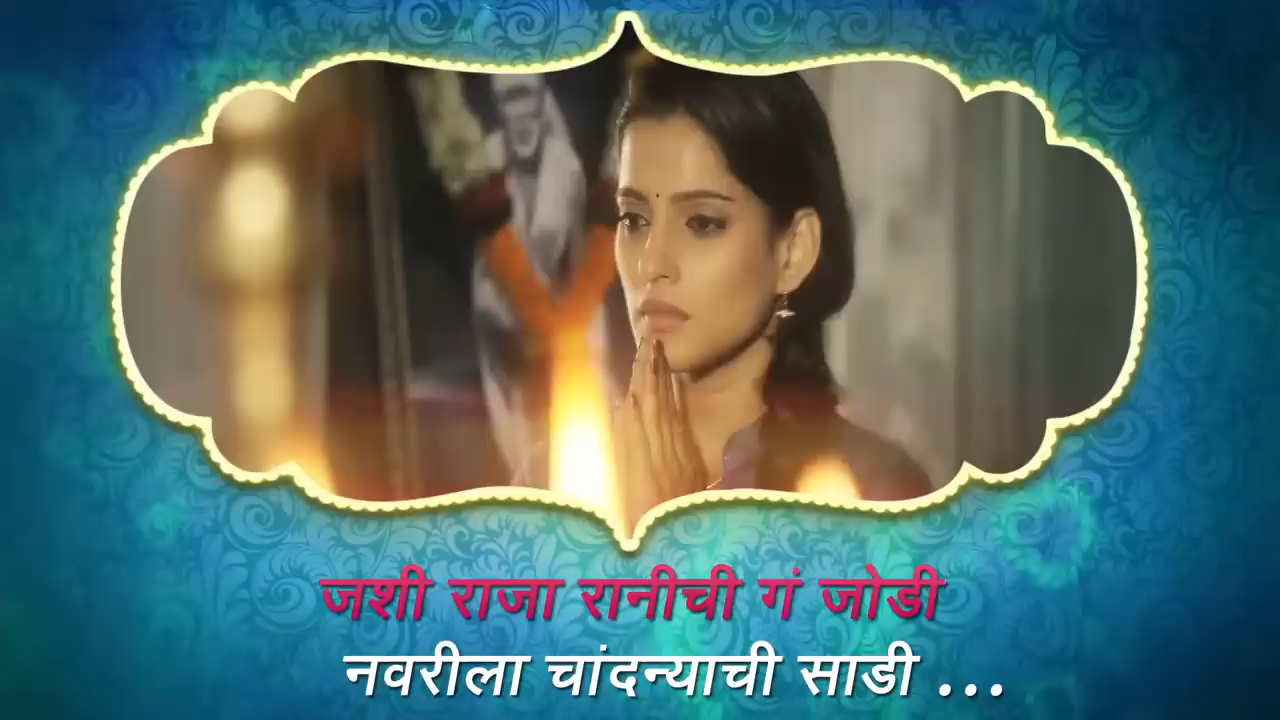 जशी राजा रानीची गं जोडी
नवरीला चांदन्याची साडी ...